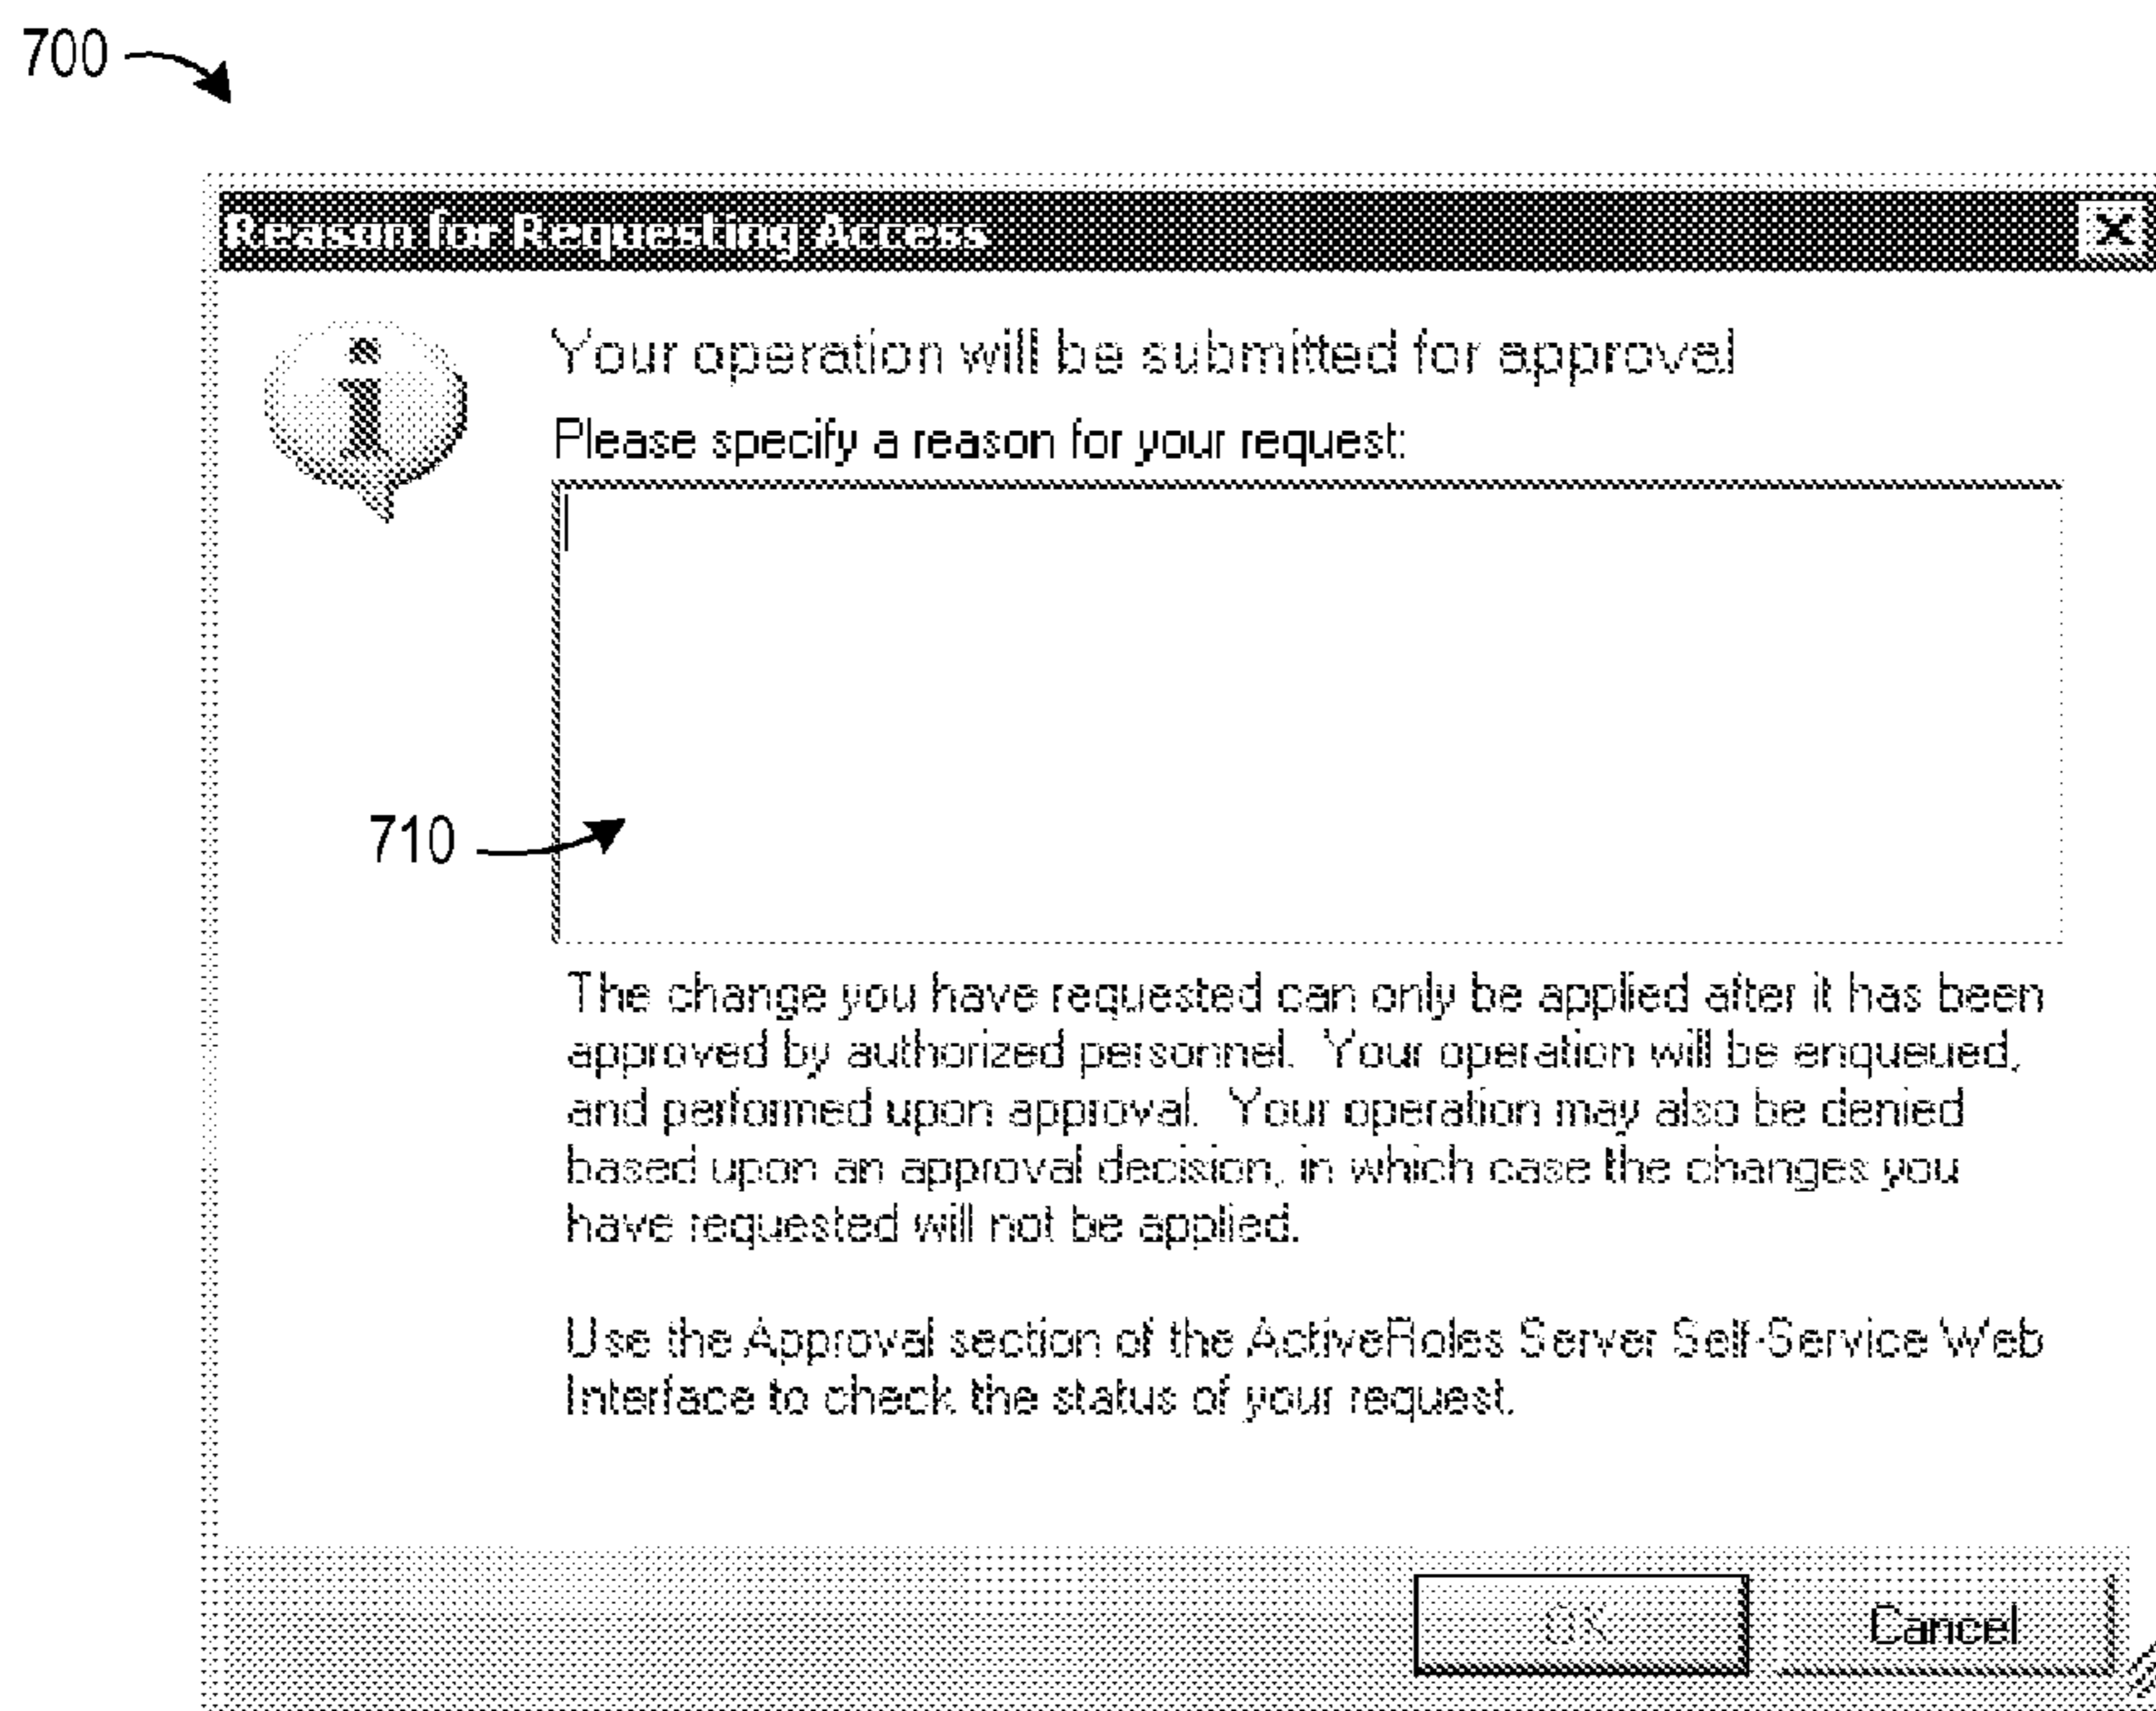 700
Reason for Requesting Access
Your operation will be submitted for approval
Please specify a reason for your request:
710
The change you have requested can only be applied after it has been
approved by authorized personnel. Your operation will be enqueued,
and performed upon approval. Your operation may also be denied
based upon an approval decision, in which case the changes you
have requested will not be applied.
Use the Approval section of the ActiveRoles Server Self-Service Web
Interface to check the status of your request.
OK
Cancel